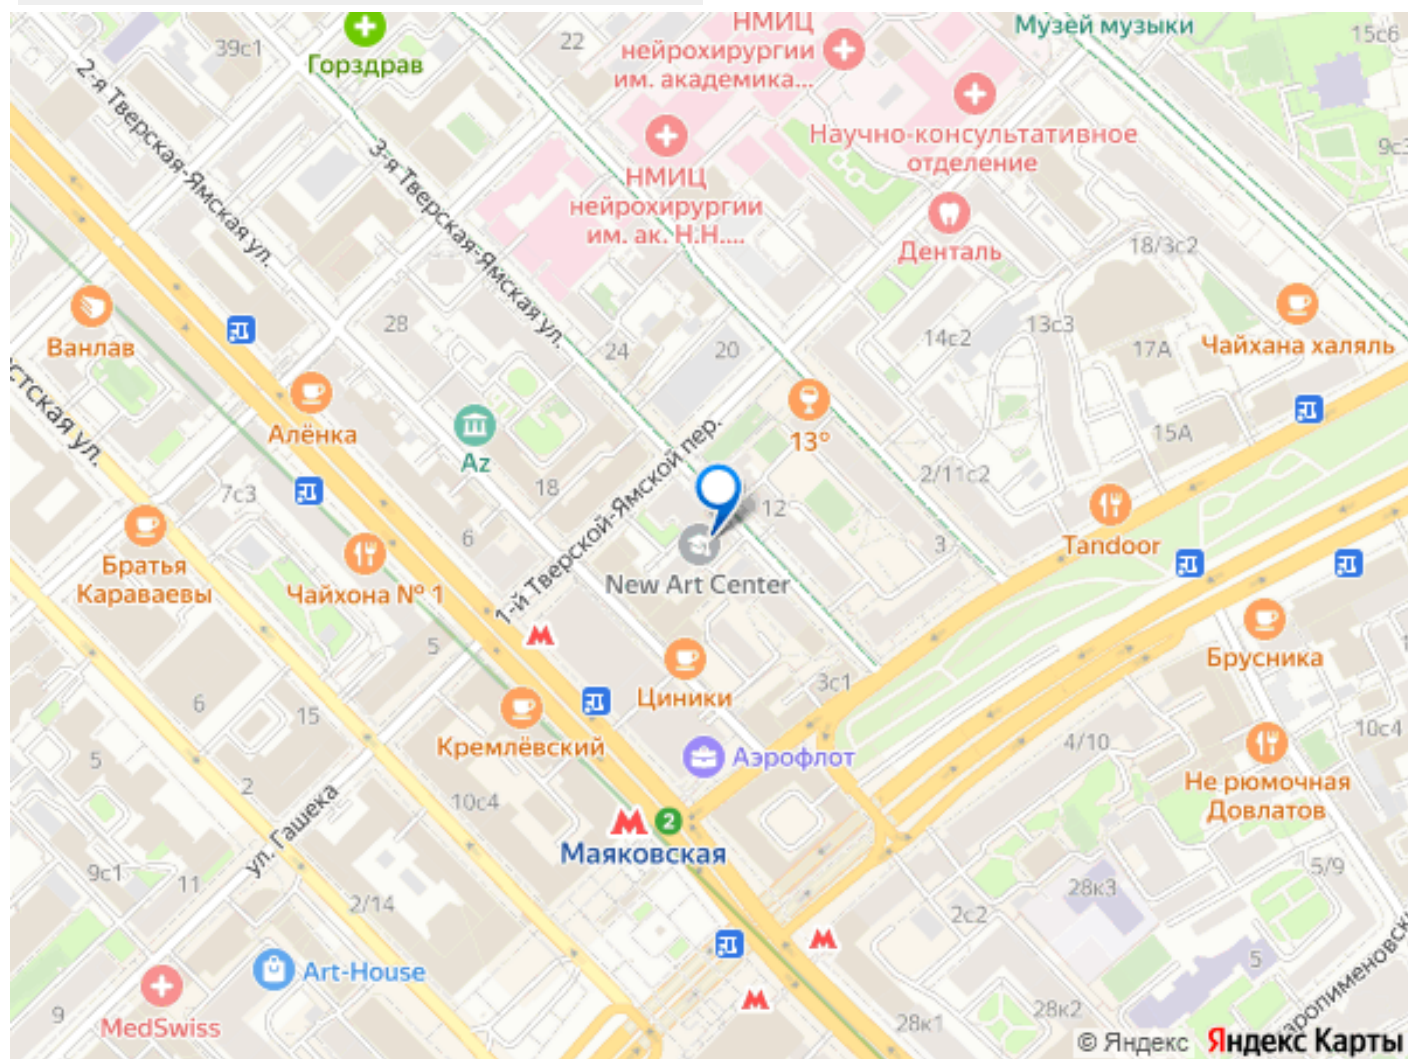 39с1
Горздрав
22
НМИЦ
нейрохирургии
им. академика...
Музей музыки
15с6
2-я Тверская-Ямская ул.
3-я Тверская-Ямская ул.
НМИЦ
нейрохирургии
им. ак. Н.Н....
Научно-консультативное
отделение
9с3
Денталь
18/3с2
Ванлав
28
24
20
14с2
13с3
17А
Чайхана халяль
стская ул.
Алёнка
Az
13°
15А
7с3
18
1-й Тверской-Ямской пер.
12
2/11с2
6
3
Tandoor
Братья
Караваевы
Чайхона № 1
New Art Center
5
Циники
3с1
Брусника
6
15
Кремлёвский
Аэрофлот
4/10
10с4
5
2
10с4
Не рюмочная
Довлатов
ул. Гашека
2
Маяковская
9с1
11
2/14
28к3
5/9
2с2
Art-House
5
аропименовск
MedSwiss
9
28к1
28к2
© Яндекс Яндекс Карты